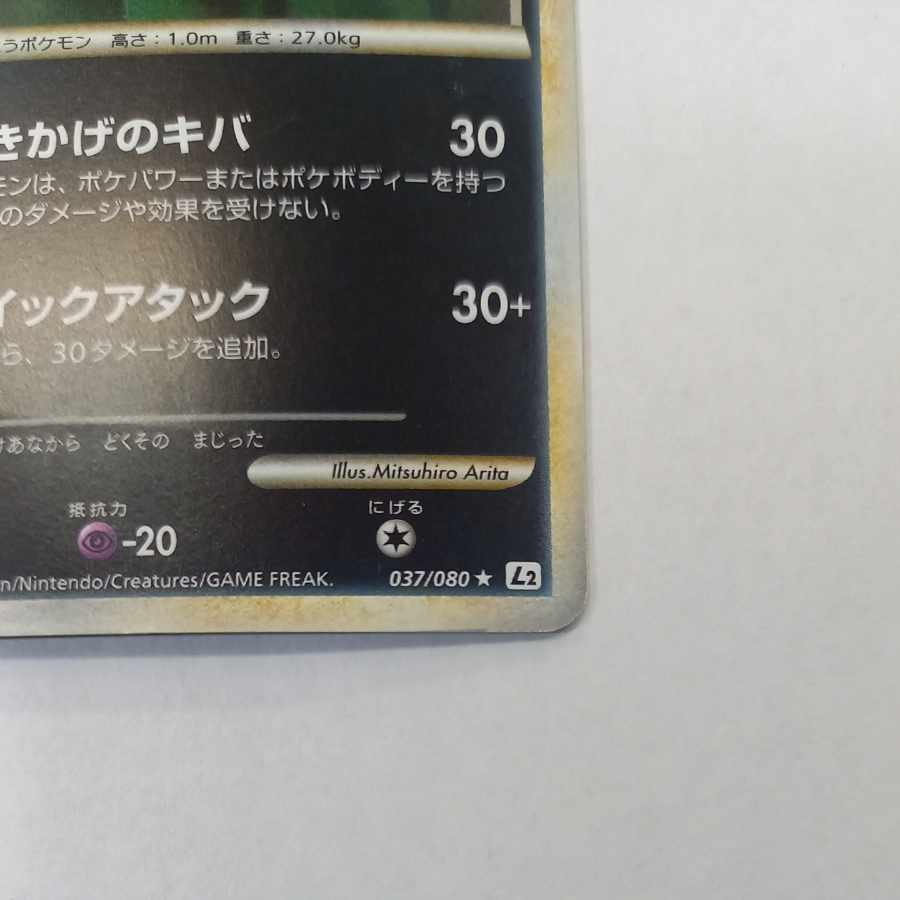 うポケモン 高さ：1.0m 重さ：27.0kg
きかげのキバ 30
モンは、ポケパワーまたはポケボディーを持つ
のダメージや効果を受けない。
イックアタック 30+
ら、30ダメージを追加。
けあなから どくその まじった
Illus.Mitsuhiro Arita
抵抗力 にげる
-20
n/Nintendo/Creatures/GAME FREAK. 037/080 ★ L2